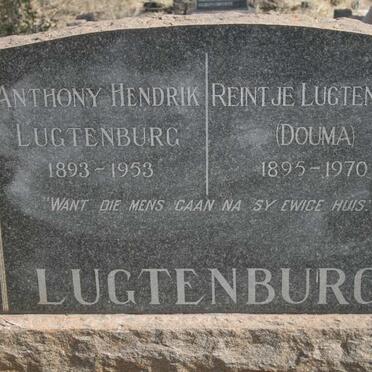 ANTHONY HENDRIK
LUGTENBURG
1893-1953
REINTJE LUGTEN
(DOUMA)
1895-1970
"WANT DIE MENS GAAN NA SY EWIGE HUIS."
LUGTENBURG